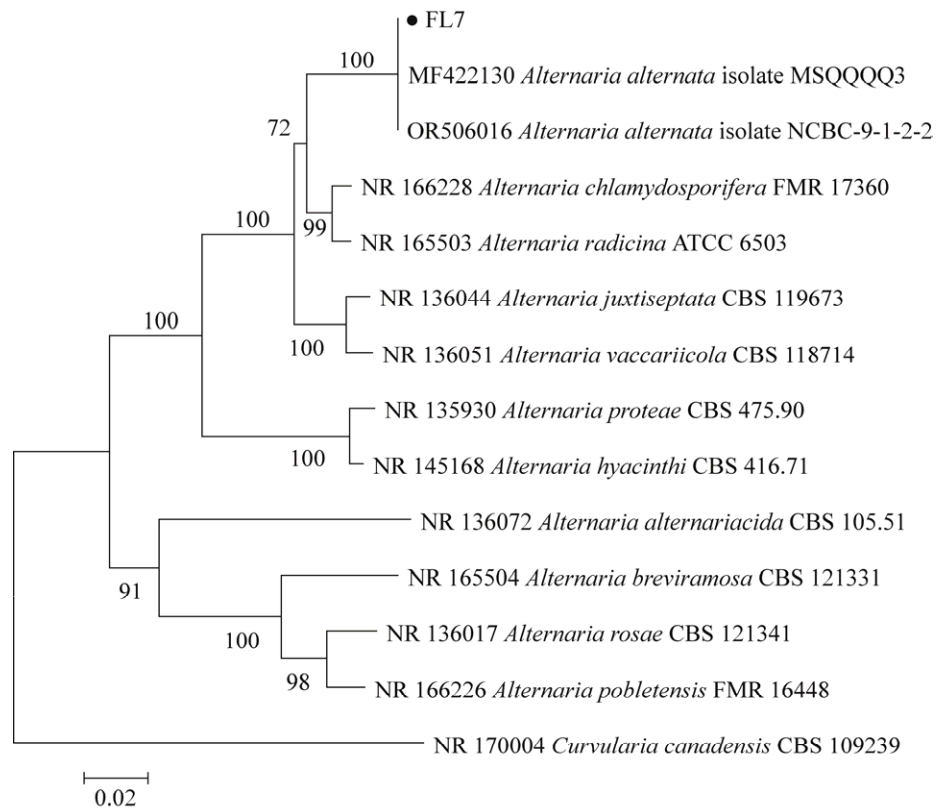 ● FL7
100
MF422130 Alternaria alternata isolate MSQQQQ3
72
OR506016 Alternaria alternata isolate NCBC-9-1-2-2
NR 166228 Alternaria chlamydosporifera FMR 17360
100
99
NR 165503 Alternaria radicina ATCC 6503
NR 136044 Alternaria juxtiseptata CBS 119673
100
100
NR 136051 Alternaria vaccariicola CBS 118714
NR 135930 Alternaria proteae CBS 475.90
100
NR 145168 Alternaria hyacinthi CBS 416.71
NR 136072 Alternaria alternariacida CBS 105.51
91
NR 165504 Alternaria breviramosa CBS 121331
100
NR 136017 Alternaria rosae CBS 121341
98
NR 166226 Alternaria pobletensis FMR 16448
NR 170004 Curvularia canadensis CBS 109239
0.02